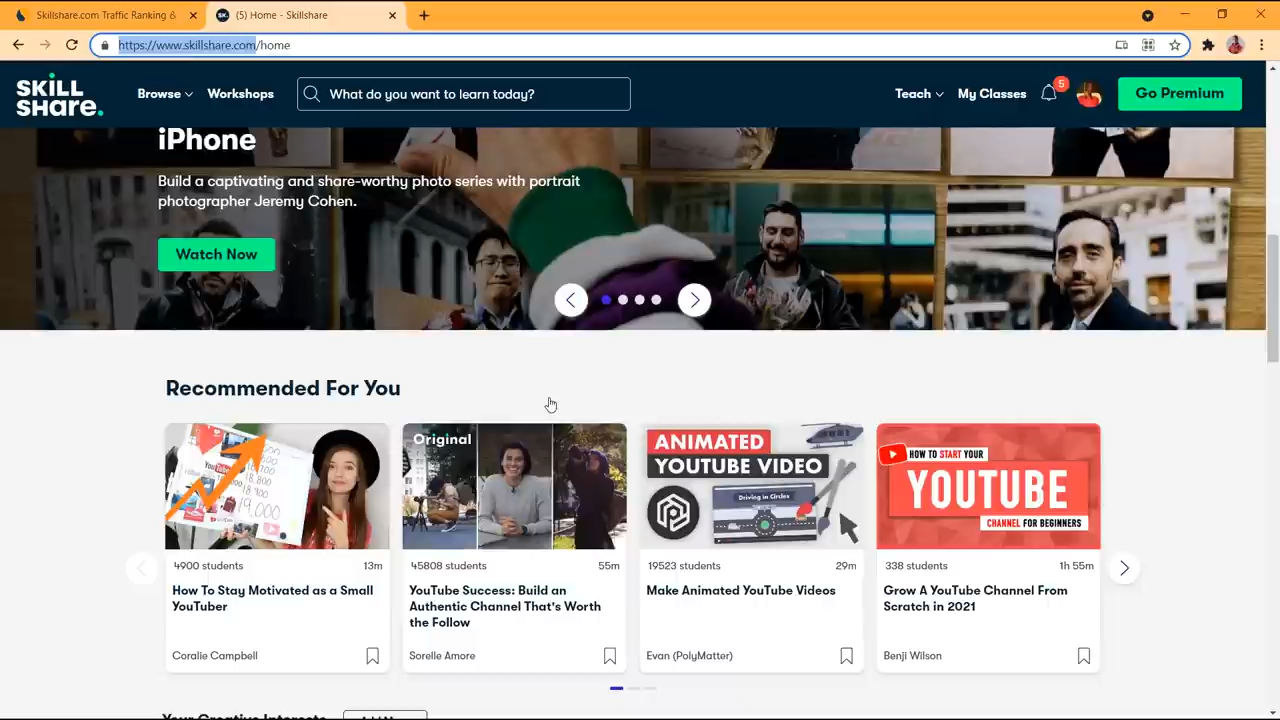 Skillshare.com Traffic Ranking &
(5) Home - Skillshare
https://www.skillshare.com/home
SKILL
SHARE.
Browse
Workshops
What do you want to learn today?
Teach
My Classes
5
Go Premium
iPhone
Build a captivating and share-worthy photo series with portrait
photographer Jeremy Cohen.
Watch Now
Recommended For You
Original
ANIMATED
YOUTUBE VIDEO
Driving in Circles
HOW TO START YOUR
YOUTUBE
CHANNEL FOR BEGINNERS
4900 students
13m
How To Stay Motivated as a Small
YouTuber
Coralie Campbell
45808 students
55m
YouTube Success: Build an
Authentic Channel That's Worth
the Follow
Sorelle Amore
19523 students
29m
Make Animated YouTube Videos
Evan (PolyMatter)
338 students
1h 55m
Grow A YouTube Channel From
Scratch in 2021
Benji Wilson
Your Creative Interests